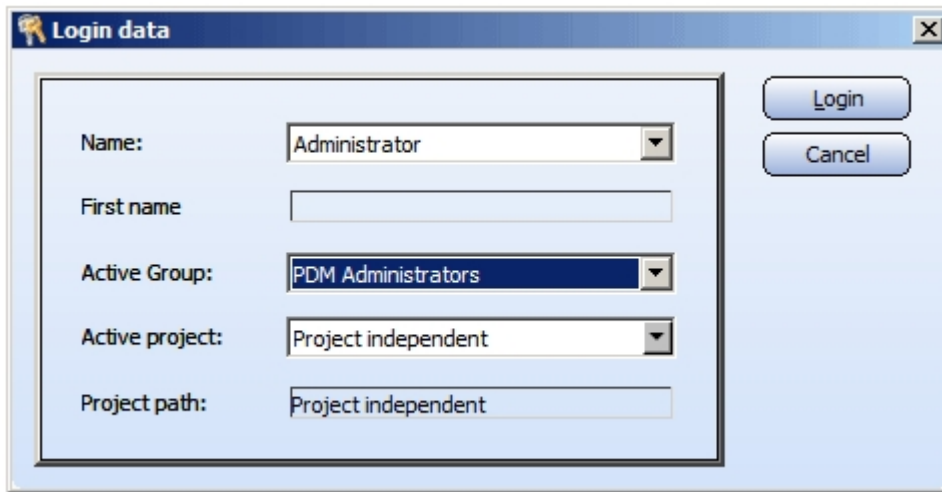 Login data
Name: Administrator
Login
Cancel
First name
Active Group: PDM Administrators
Active project: Project independent
Project path: Project independent